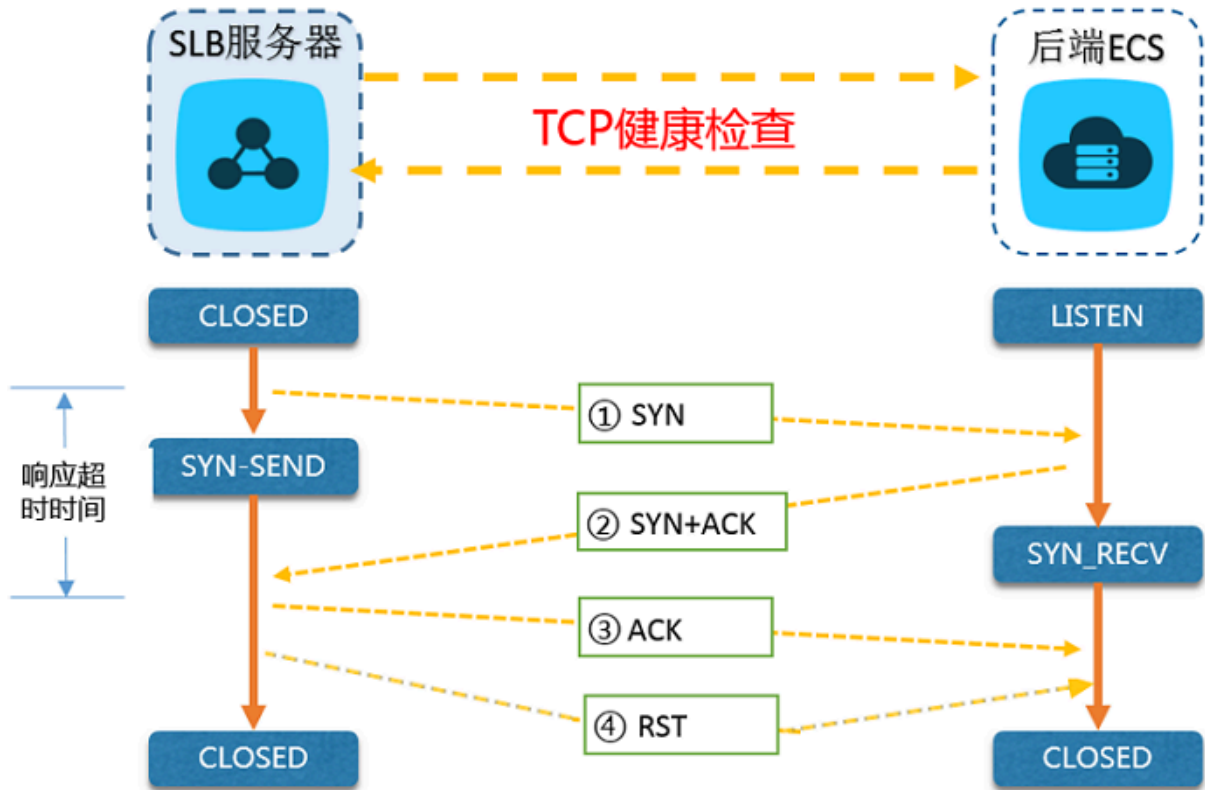 SLB服务器
后端ECS
TCP健康检查
CLOSED
LISTEN
① SYN
响应超
时时间
SYN-SEND
② SYN+ACK
SYN_RECV
③ ACK
④ RST
CLOSED
CLOSED